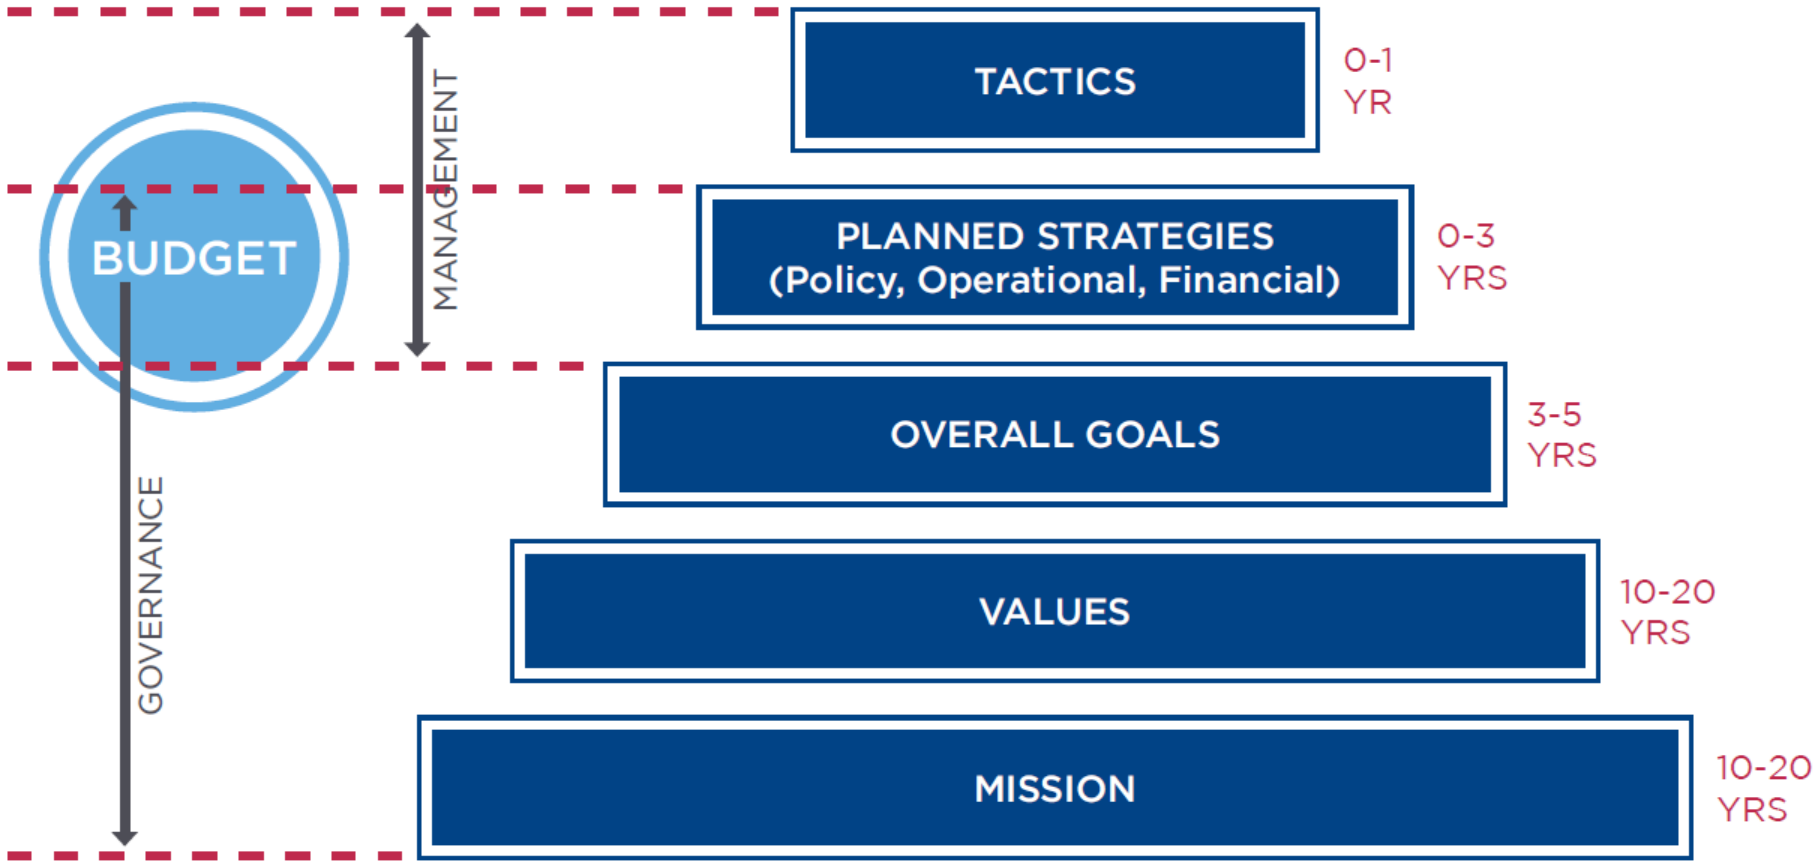 TACTICS
0-1
YR
MANAGEMENT
BUDGET
PLANNED STRATEGIES
(Policy, Operational, Financial)
0-3
YRS
OVERALL GOALS
3-5
YRS
GOVERNANCE
VALUES
10-20
YRS
MISSION
10-20
YRS